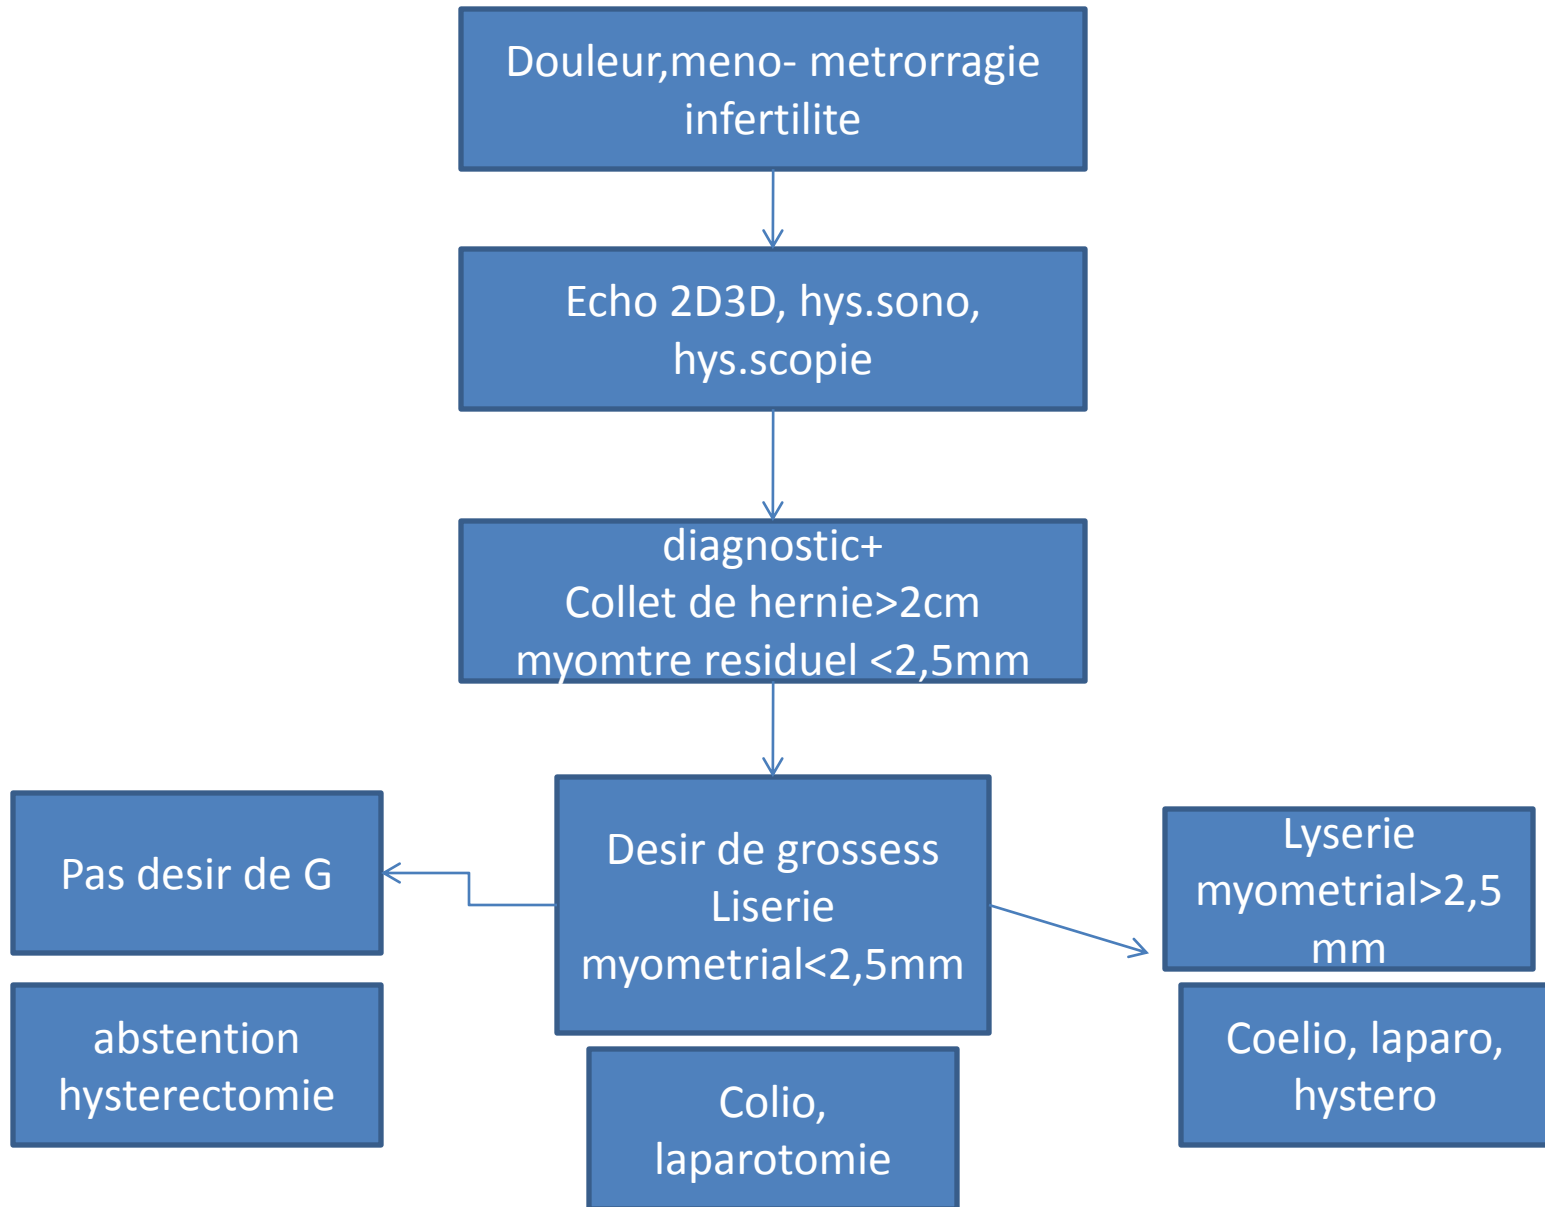 Douleur,meno- metrorragie
infertilite
Echo 2D3D, hys.sono,
hys.scopie
diagnostic+
Collet de hernie>2cm
myomtre residuel <2,5mm
Pas desir de G
Desir de grossess
Liserie
myometrial<2,5mm
Lyserie
myometrial>2,5
mm
abstention
hysterectomie
Colio,
laparotomie
Coelio, laparo,
hystero